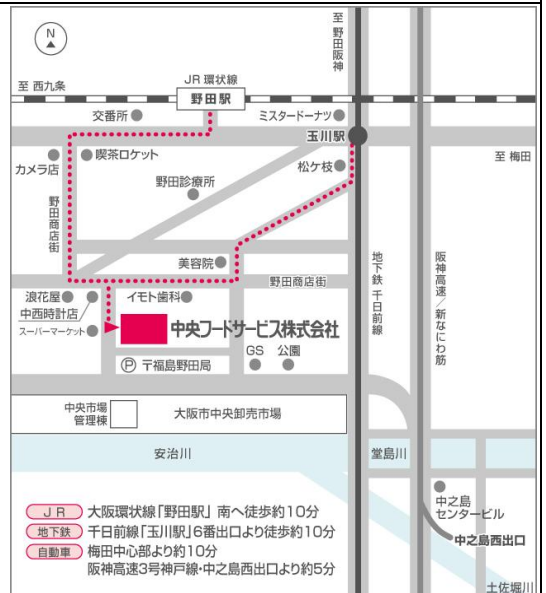 N
至 野田阪神
至 西九条
JR 環状線
野田駅
交番所
ミスタードーナツ
玉川駅
至 梅田
カメラ店
喫茶ロケット
松ケ枝
野田診療所
野田商店街
美容院
野田商店街
地下鉄 千日前線
阪神高速/新なにわ筋
浪花屋
中西時計店
スーパーマーケット
イモト歯科
中央フードサービス株式会社
GS
公園
P
〒福島野田局
中央市場
管理棟
大阪市中央卸売市場
安治川
堂島川
中之島
センタービル
中之島西出口
土佐堀川
JR 大阪環状線「野田駅」南へ徒歩約10分
地下鉄 千日前線「玉川駅」6番出口より徒歩約10分
自動車 梅田中心部より約10分
阪神高速3号神戸線・中之島西出口より約5分